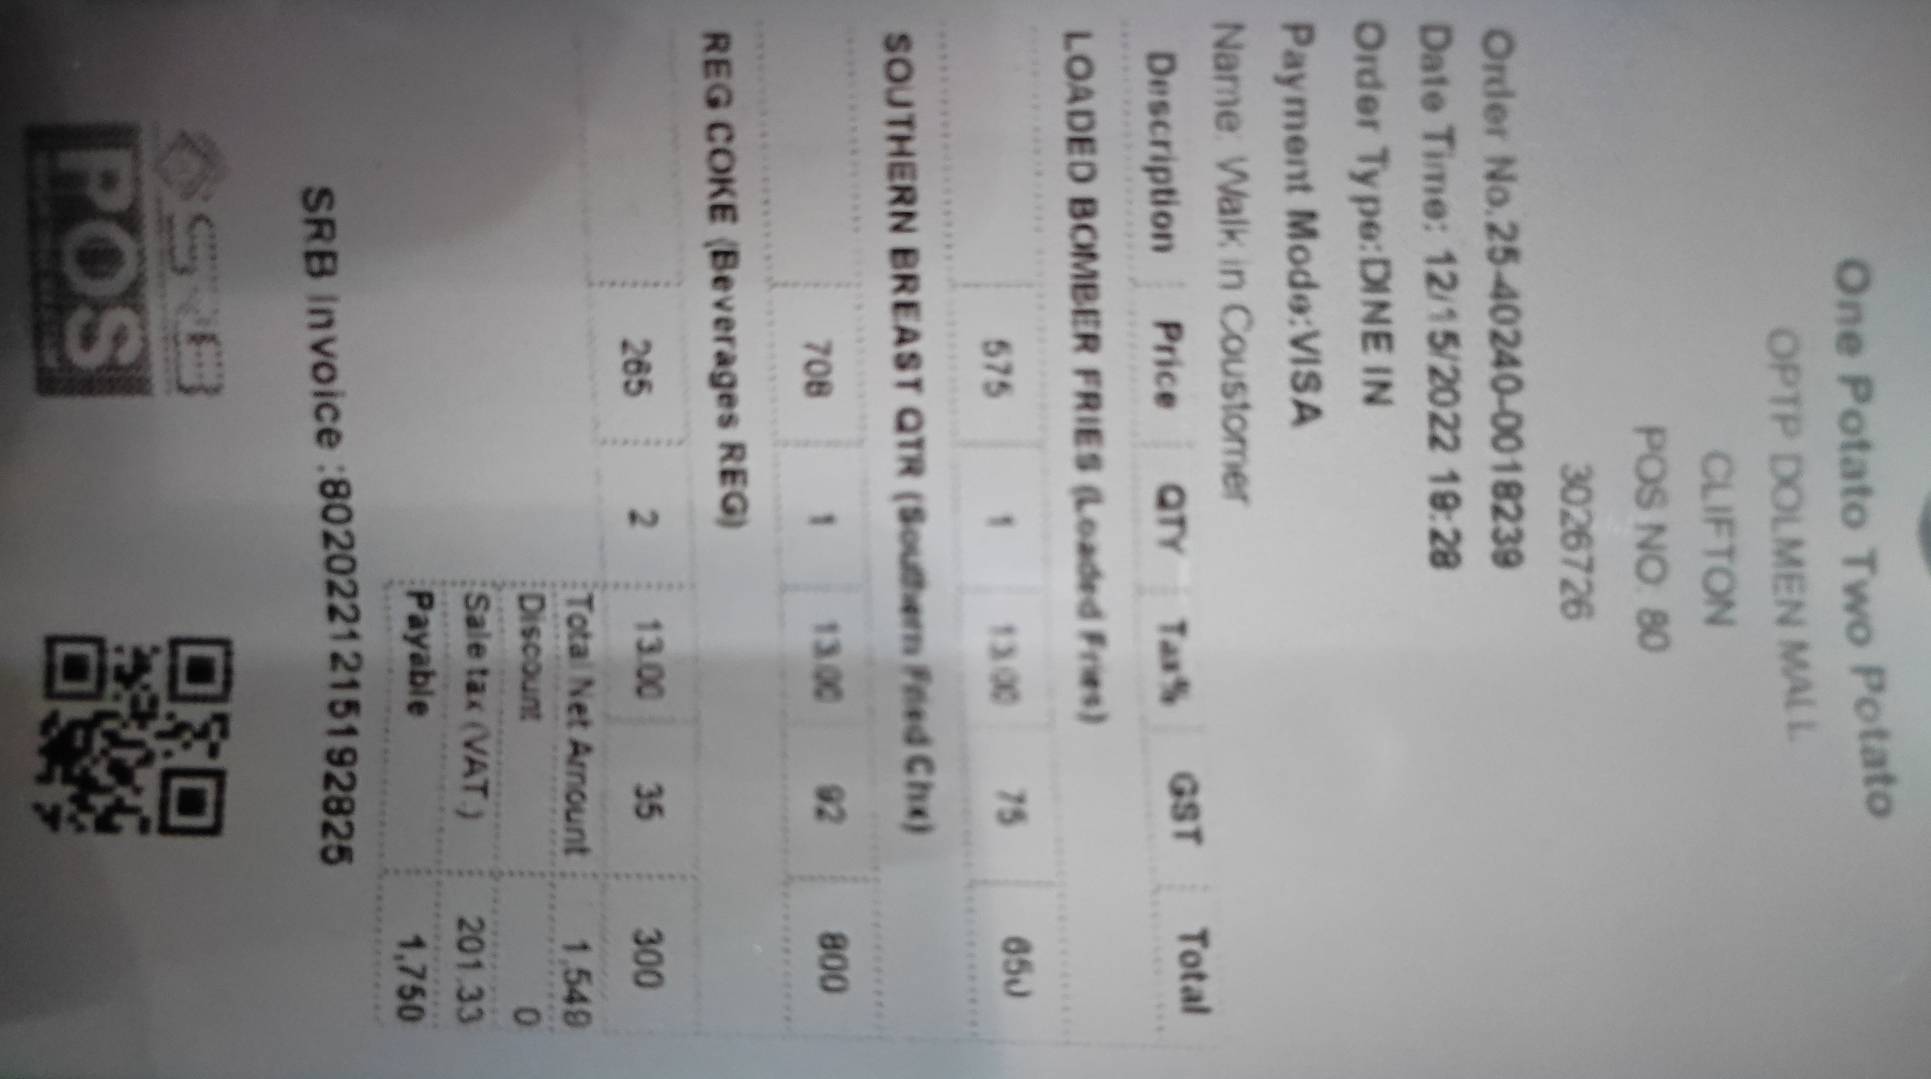 One Potato Two Potato
OPTP DOLMEN MALL
CLIFTON
POS NO. 80
3026726
Order No.25-40240-0018239
Date Time: 12/15/2022 19:28
Order Type:DINE IN
Payment Mode:VISA
Name: Walk in Coustomer
Description Price QTY Tax% GST Total
LOADED BOMBER FRIES (Loaded Fries)
575 1 13.00 75 650
SOUTHERN BREAST QTR (Southern Fried Chx)
708 1 13.00 92 800
REG COKE (Beverages REG)
265 2 13.00 35 300
Total Net Amount 1,549
Discount 0
Sale tax (VAT ) 201.33
Payable 1,750
SRB Invoice :8020221215192825
POS